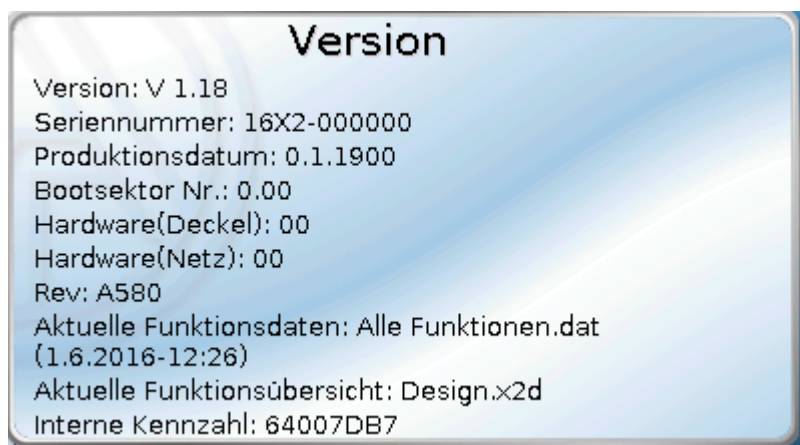 Version
Version: V 1.18
Seriennummer: 16X2-000000
Produktionsdatum: 0.1.1900
Bootsektor Nr.: 0.00
Hardware(Deckel): 00
Hardware(Netz): 00
Rev: A580
Aktuelle Funktionsdaten: Alle Funktionen.dat
(1.6.2016-12:26)
Aktuelle Funktionsübersicht: Design.x2d
Interne Kennzahl: 64007DB7